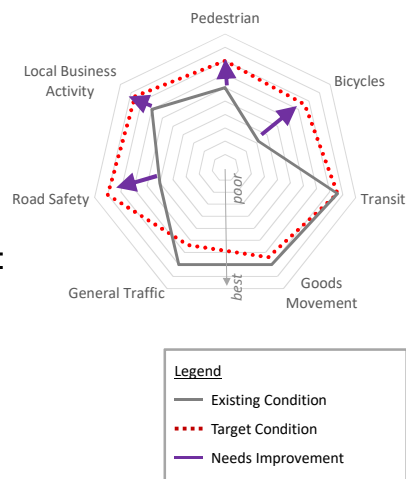 Pedestrian
Local Business
Activity
Bicycles
Road Safety
poor
Transit
General Traffic
best
Goods
Movement
:
Legend
Existing Condition
Target Condition
Needs Improvement